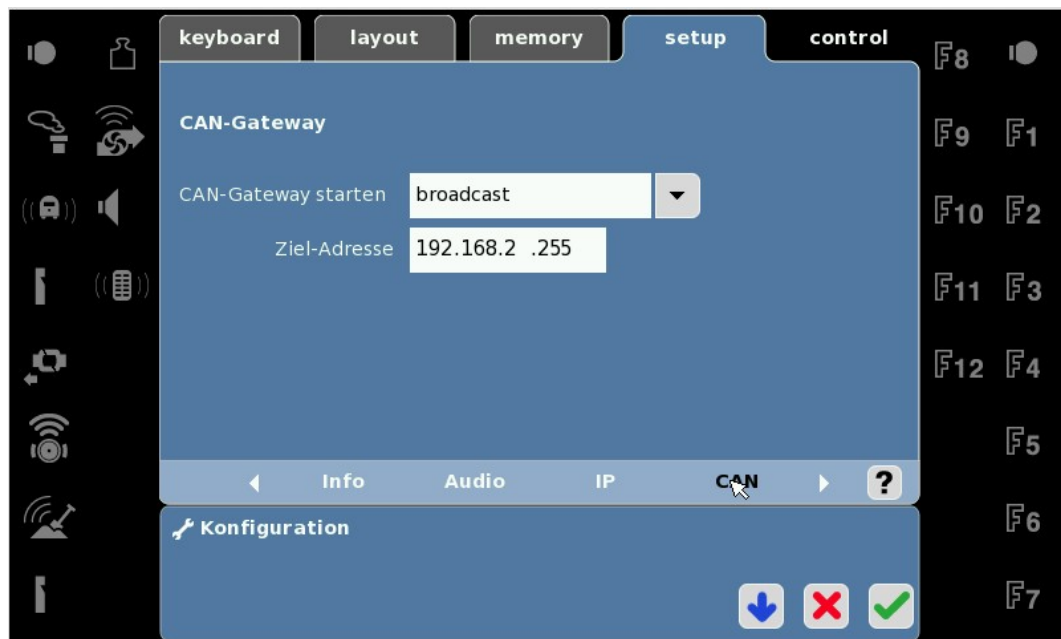 keyboard layout memory setup control
CAN-Gateway
CAN-Gateway starten broadcast
Ziel-Adresse 192.168.2 .255
Info Audio IP CAN ?
Konfiguration
F8
F9 F1
F10 F2
F11 F3
F12 F4
F5
F6
F7